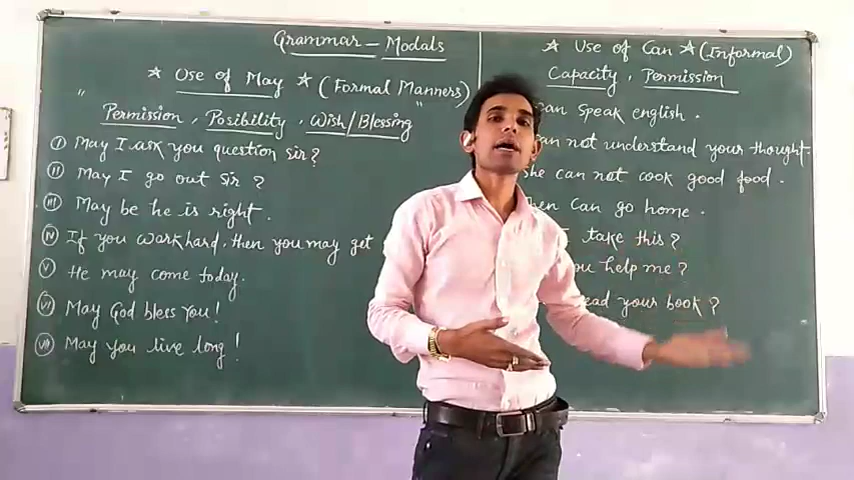 Grammar - Modals
★ Use of May ★ (Formal Manners)
"Permission, Posibility, Wish/Blessing"
I May I ask you question sir?
II May I go out sir?
III May be he is right.
IV If you work hard, then you may get
V He may come today.
VI May God bless you!
VII May you live long!
★ Use of Can ★ (Informal)
Capacity, Permission
can speak english.
can not understand your thought.
she can not cook good food.
can go home.
take this?
you help me?
read your book?